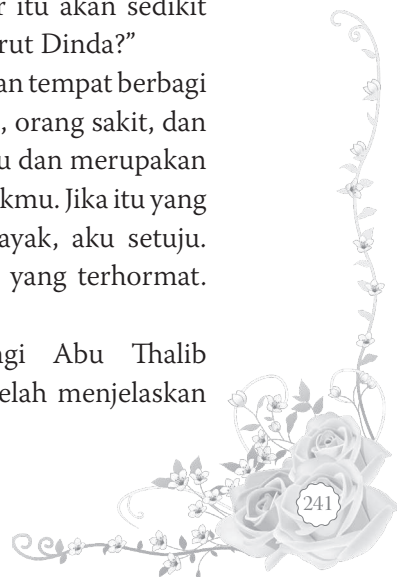 itu akan sedikit
rut Dinda?”
an tempat berbagi
, orang sakit, dan
u dan merupakan
kmu. Jika itu yang
ayak, aku setuju.
yang terhormat.
ngi Abu Thalib
elah menjelaskan
241